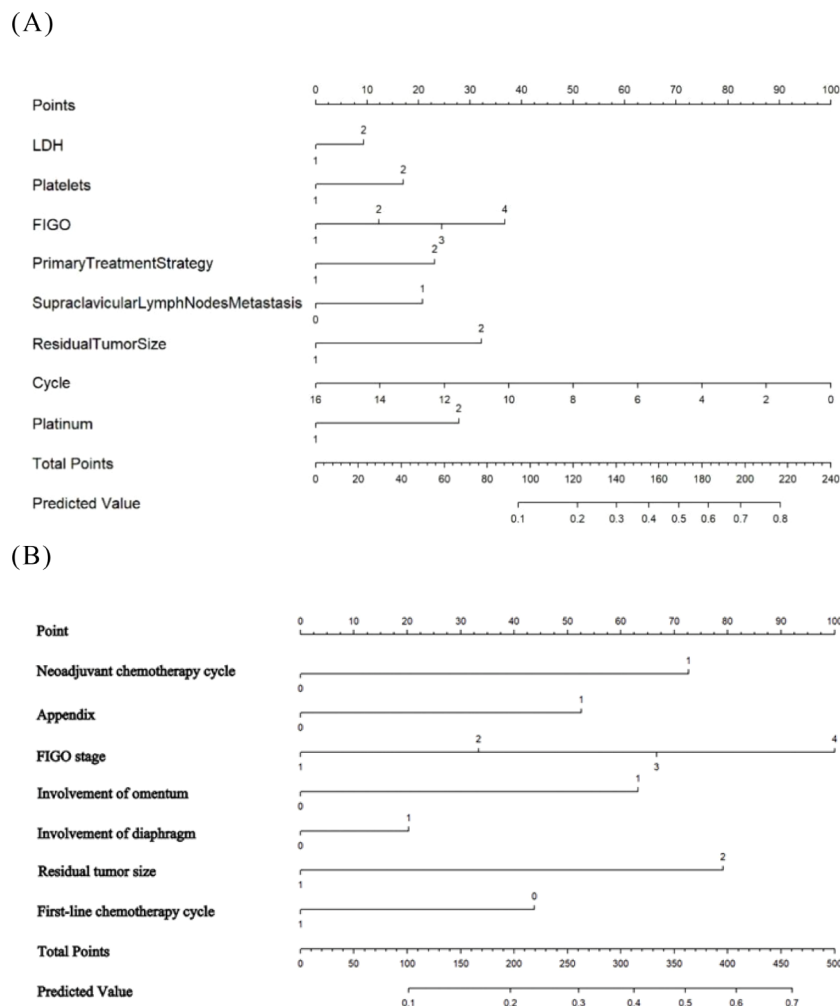 (A)
0 10 20 30 40 50 60 70 80 90 100
Points
2
LDH
1
2
Platelets
1
2 4
FIGO
1 3
2
PrimaryTreatmentStrategy
1
1
SupraclavicularLymphNodesMetastasis
0
2
ResidualTumorSize
1
Cycle
16 14 12 10 8 6 4 2 0
2
Platinum
1
Total Points
0 20 40 60 80 100 120 140 160 180 200 220 240
Predicted Value
0.1 0.2 0.3 0.4 0.5 0.6 0.7 0.8
(B)
0 10 20 30 40 50 60 70 80 90 100
Point
1
Neoadjuvant chemotherapy cycle
0
1
Appendix
0
2 4
FIGO stage
1 3
1
Involvement of omentum
0
1
Involvement of diaphragm
0
2
Residual tumor size
1
0
First-line chemotherapy cycle
1
Total Points
0 50 100 150 200 250 300 350 400 450 500
Predicted Value
0.1 0.2 0.3 0.4 0.5 0.6 0.7